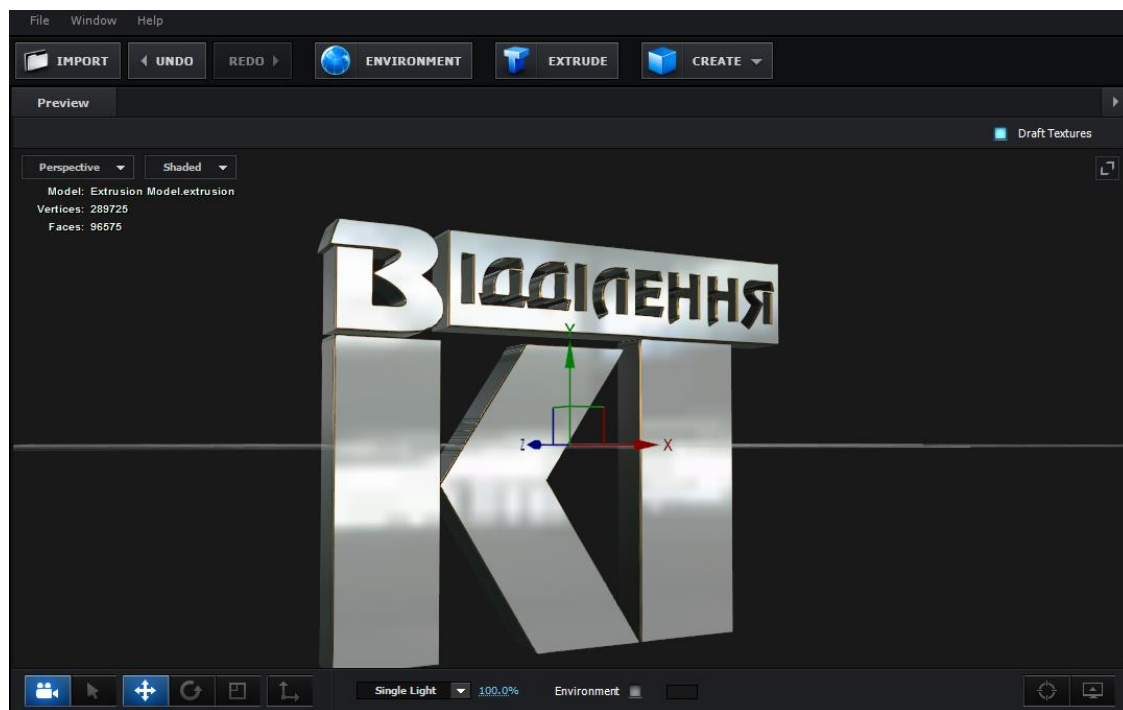 File Window Help
IMPORT UNDO REDO ENVIRONMENT EXTRUDE CREATE
Preview
Draft Textures
Perspective Shaded
Model: Extrusion Model.extrusion
Vertices: 289725
Faces: 96575
ВІДДІЛЕННЯ
КТ
Y
Z X
Single Light 100.0% Environment